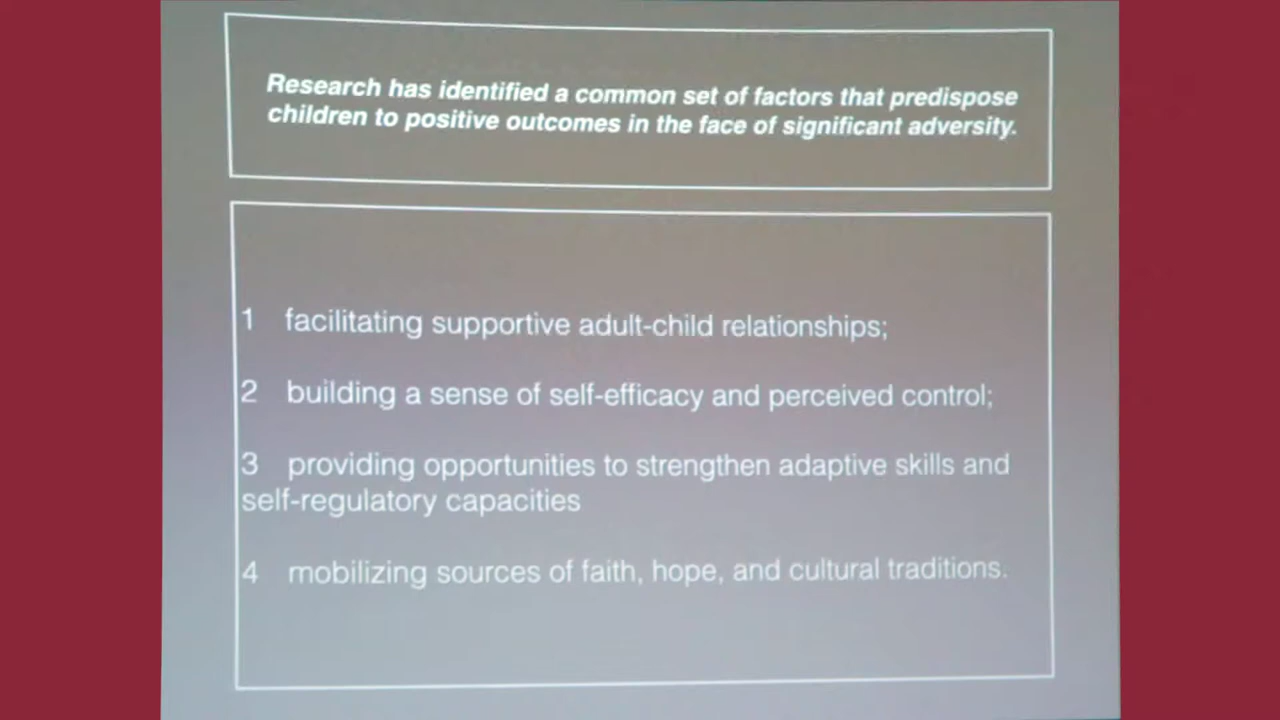 Research has identified a common set of factors that predispose
children to positive outcomes in the face of significant adversity.
1 facilitating supportive adult-child relationships;
2 building a sense of self-efficacy and perceived control;
3 providing opportunities to strengthen adaptive skills and
self-regulatory capacities
4 mobilizing sources of faith, hope, and cultural traditions.